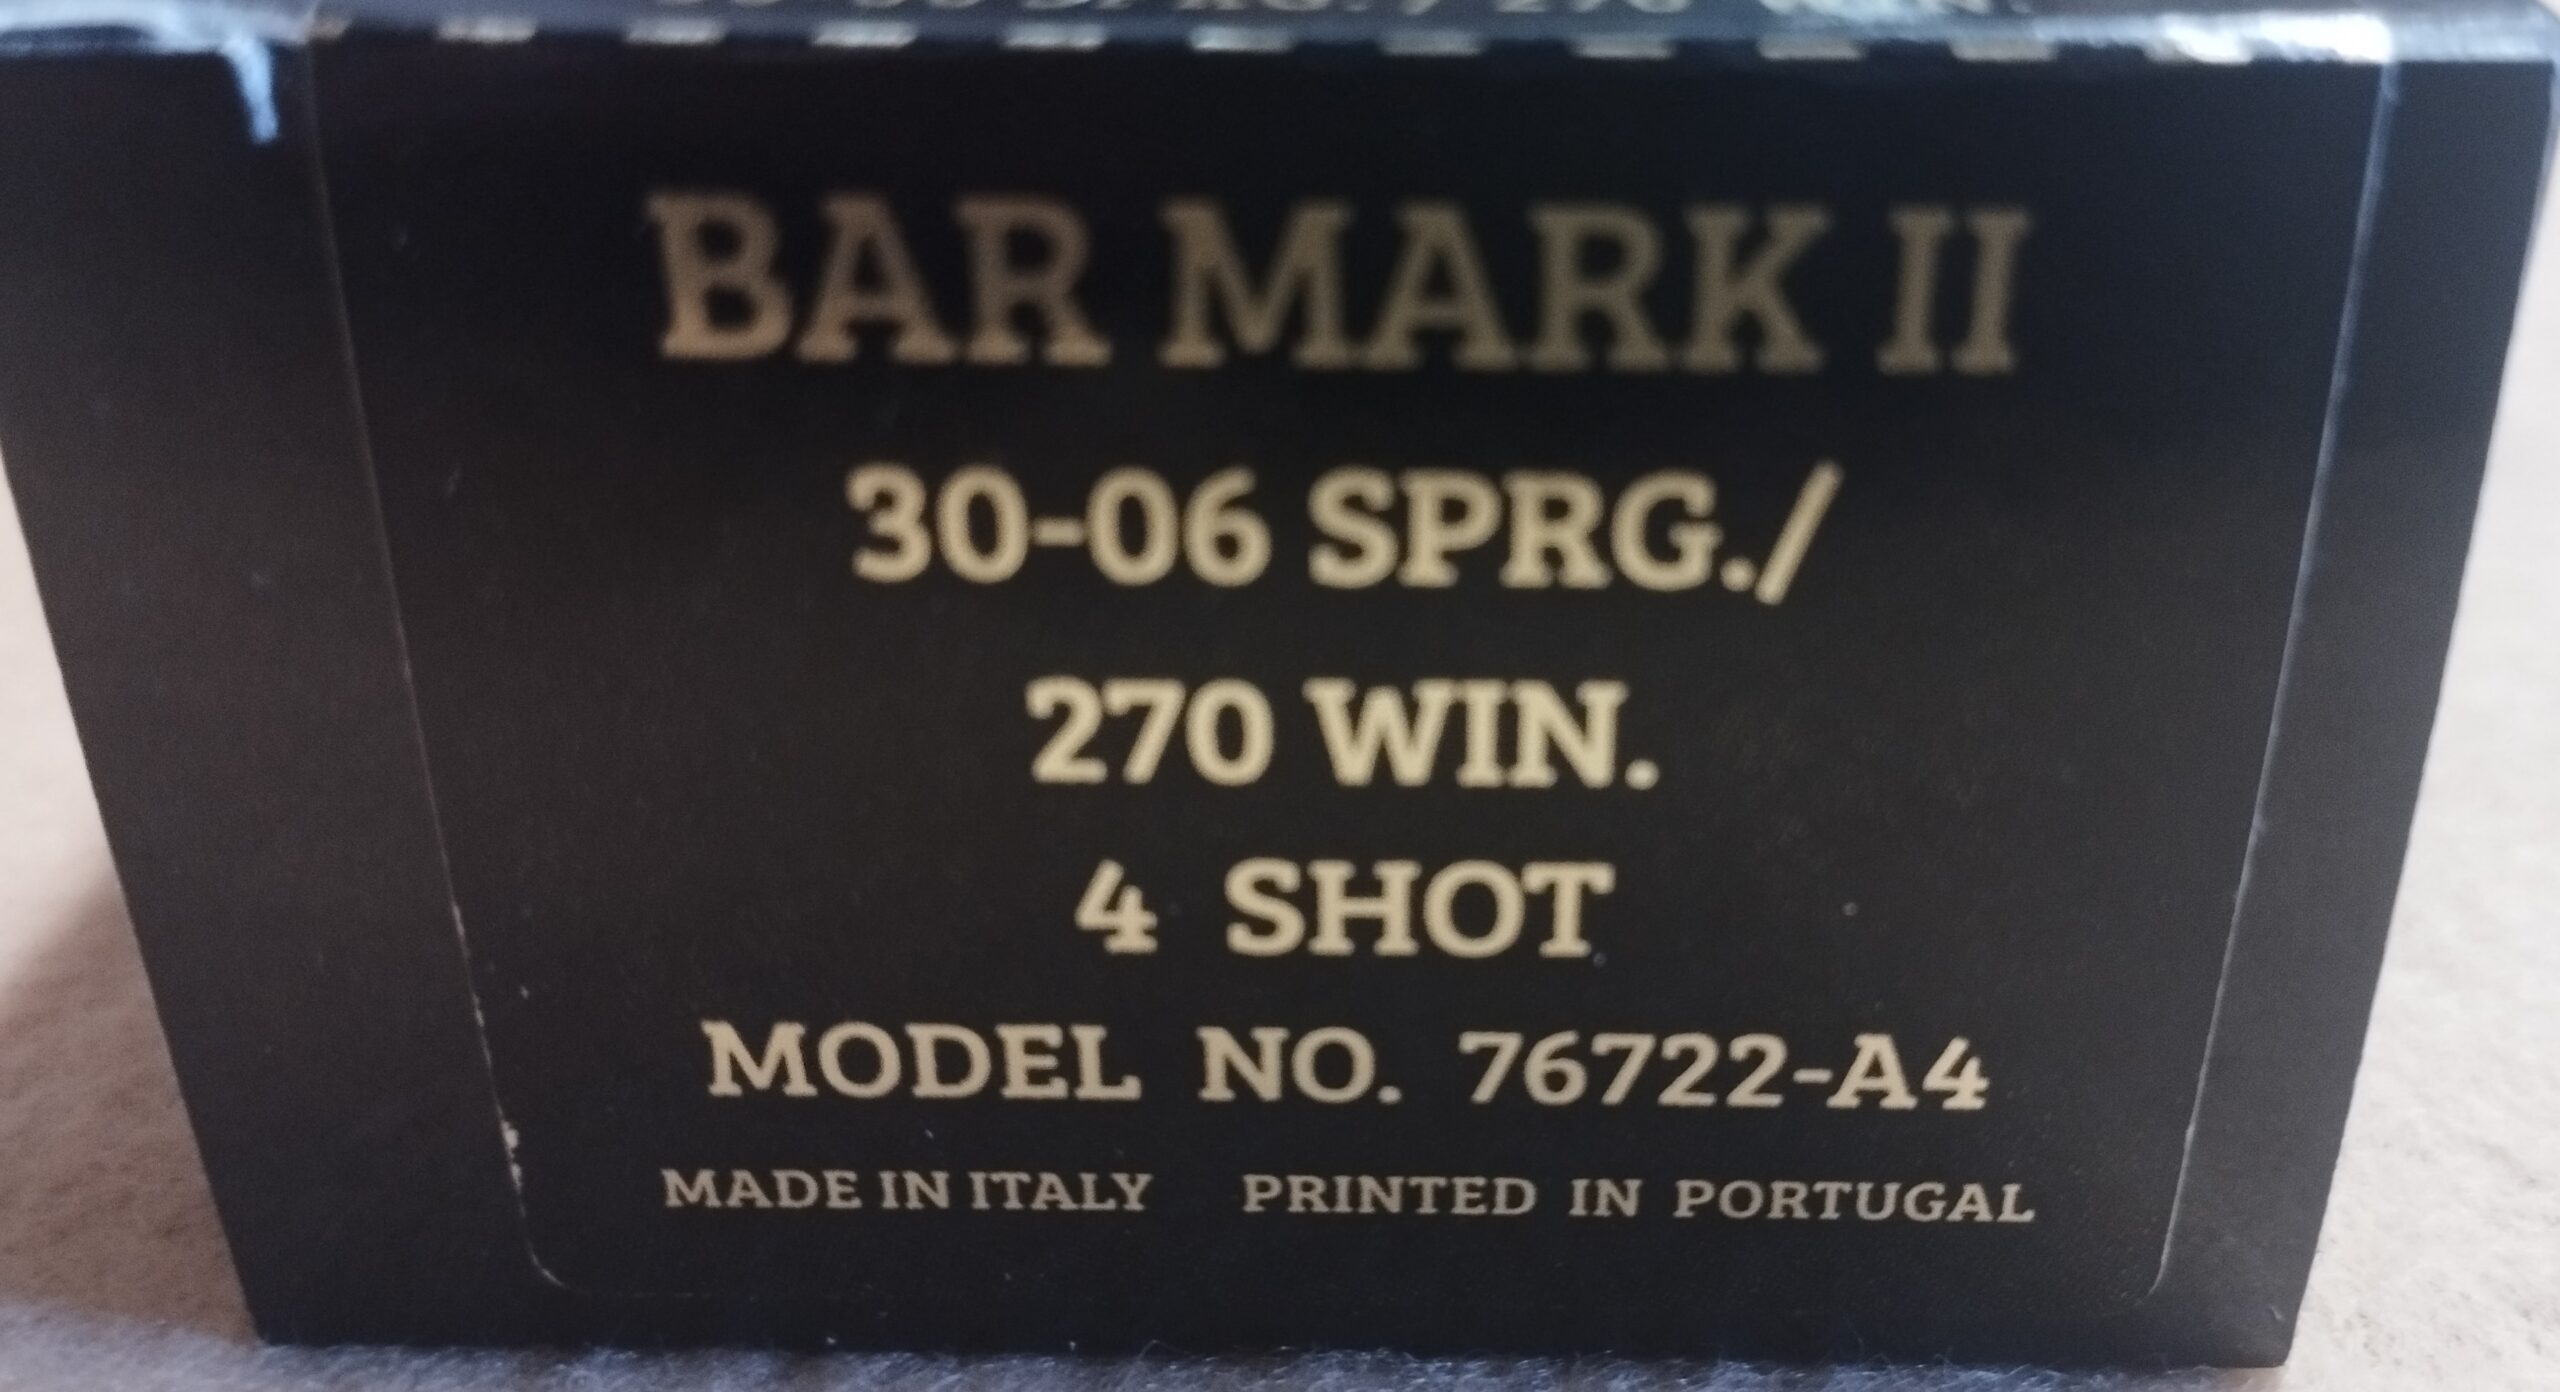 BAR MARK II
30-06 SPRG./
270 WIN.
4 SHOT
MODEL NO. 76722-A4
MADE IN ITALY PRINTED IN PORTUGAL